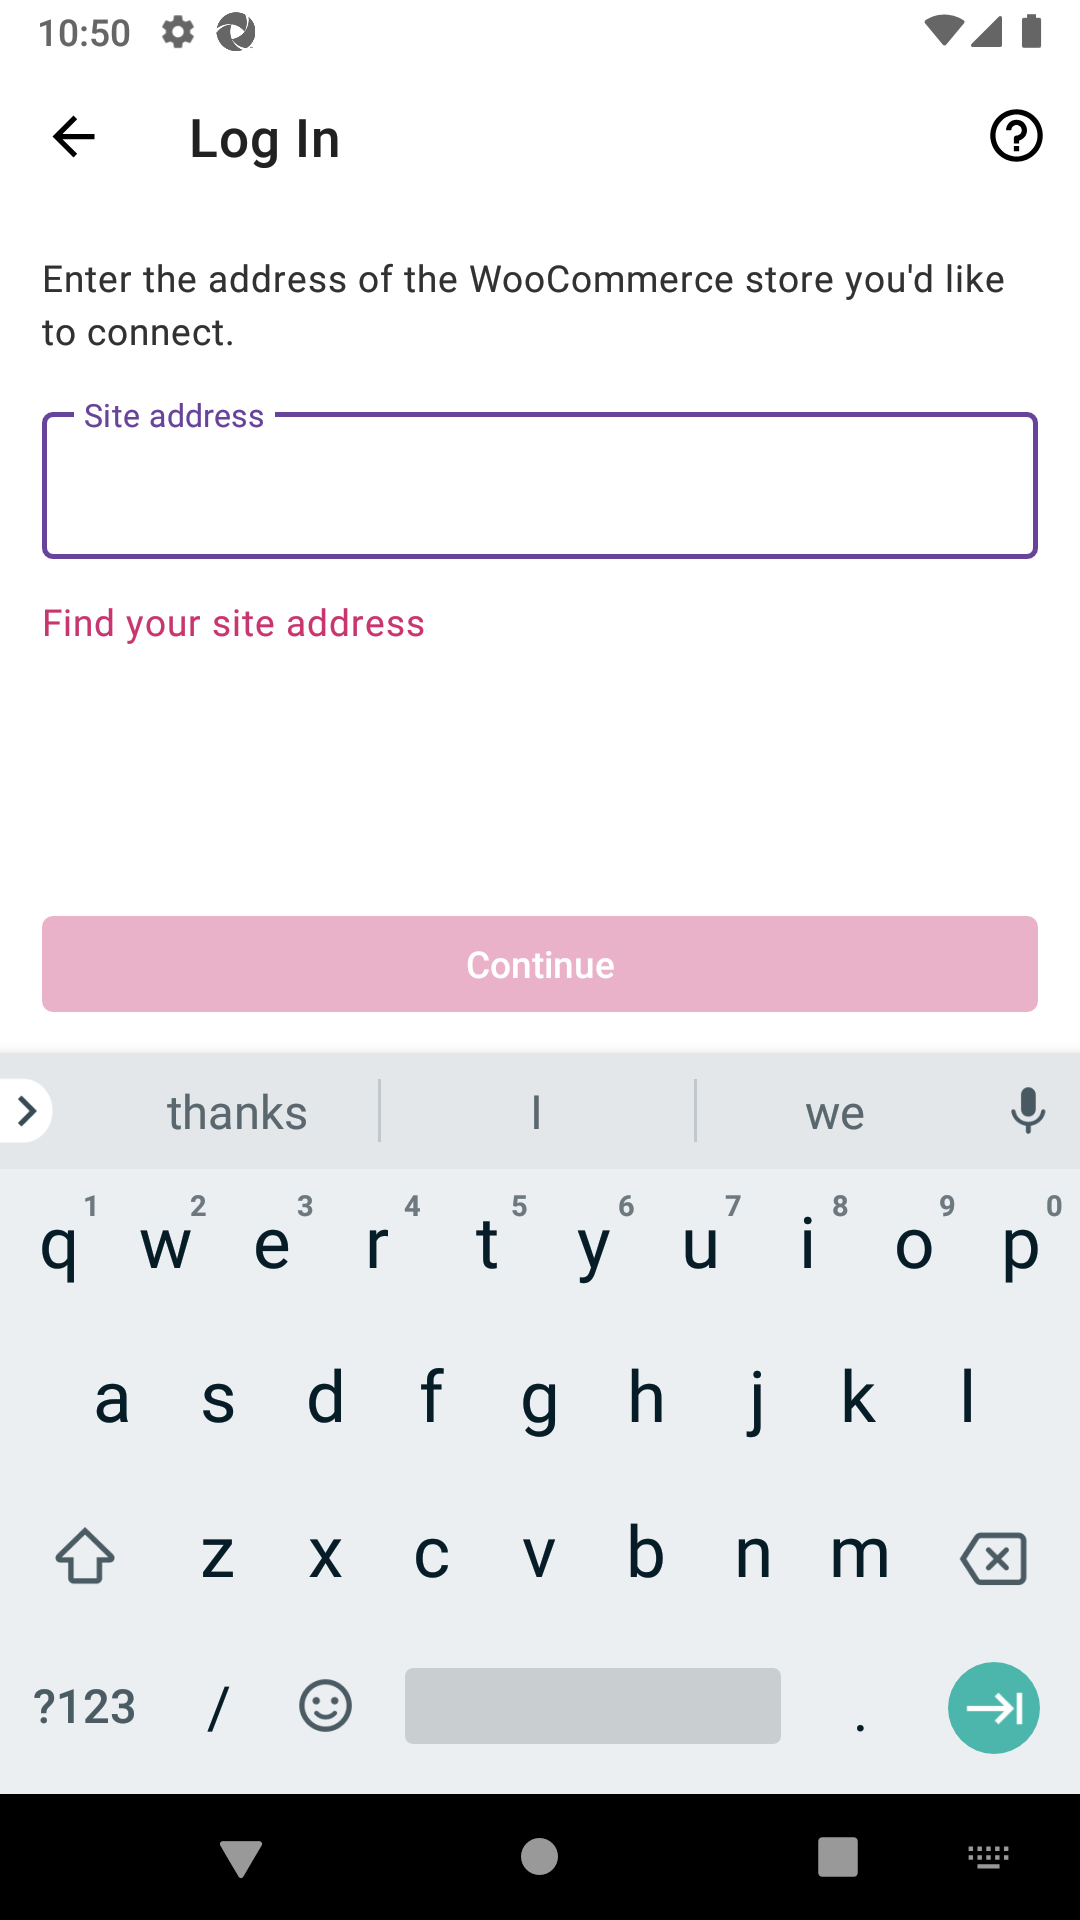 10:50
Log In
Enter the address of the WooCommerce store you'd like
to connect.
Site address
Find your site address
Continue
thanks I we
1 2 3 4 5 6 7 8 9 0
q w e r t y u i o p
a s d f g h j k l
z x c v b n m
?123 / .